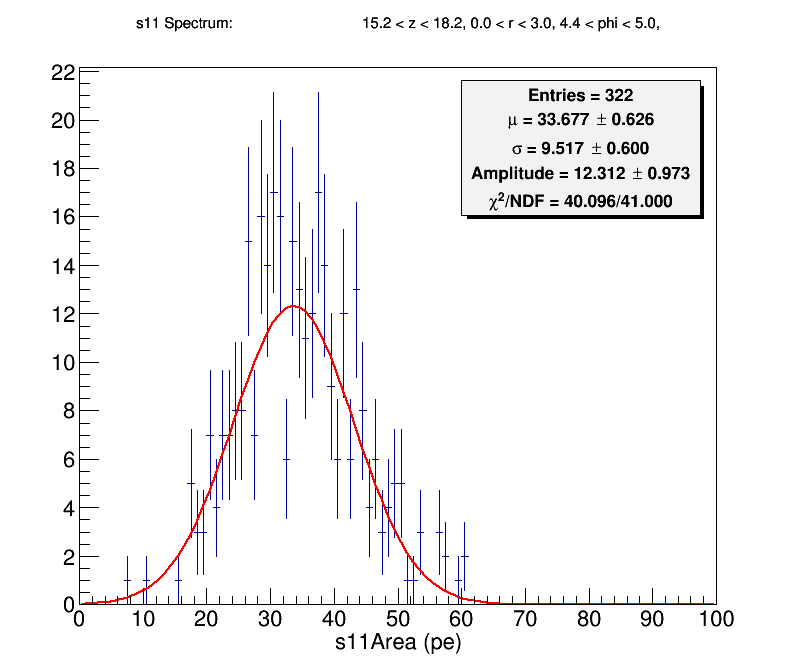 s11 Spectrum: 15.2 < z < 18.2, 0.0 < r < 3.0, 4.4 < phi < 5.0,
Entries = 322
μ = 33.677 ± 0.626
σ = 9.517 ± 0.600
Amplitude = 12.312 ± 0.973
χ²/NDF = 40.096/41.000
22
20
18
16
14
12
10
8
6
4
2
0
0 10 20 30 40 50 60 70 80 90 100
s11Area (pe)